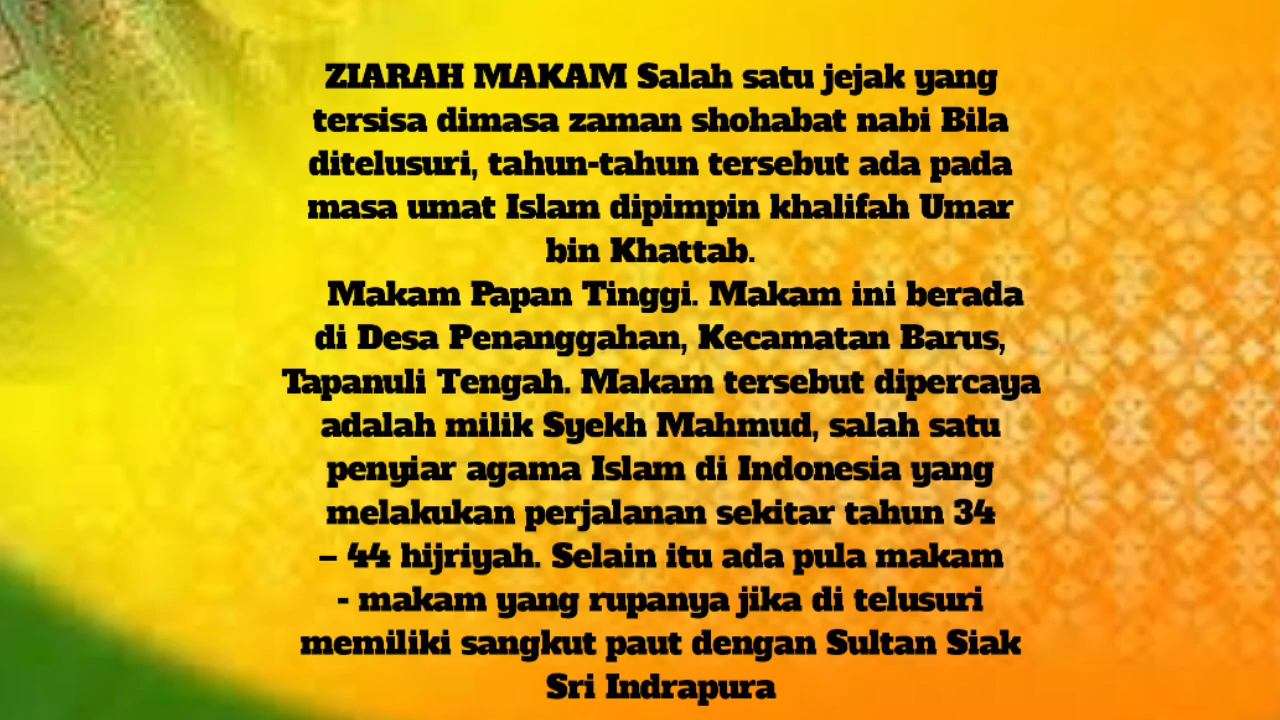 ZIARAH MAKAM Salah satu jejak yang
tersisa dimasa zaman shohabat nabi Bila
ditelusuri, tahun-tahun tersebut ada pada
masa umat Islam dipimpin khalifah Umar
bin Khattab.
Makam Papan Tinggi. Makam ini berada
di Desa Penanggahan, Kecamatan Barus,
Tapanuli Tengah. Makam tersebut dipercaya
adalah milik Syekh Mahmud, salah satu
penyiar agama Islam di Indonesia yang
melakukan perjalanan sekitar tahun 34
– 44 hijriyah. Selain itu ada pula makam
- makam yang rupanya jika di telusuri
memiliki sangkut paut dengan Sultan Siak
Sri Indrapura